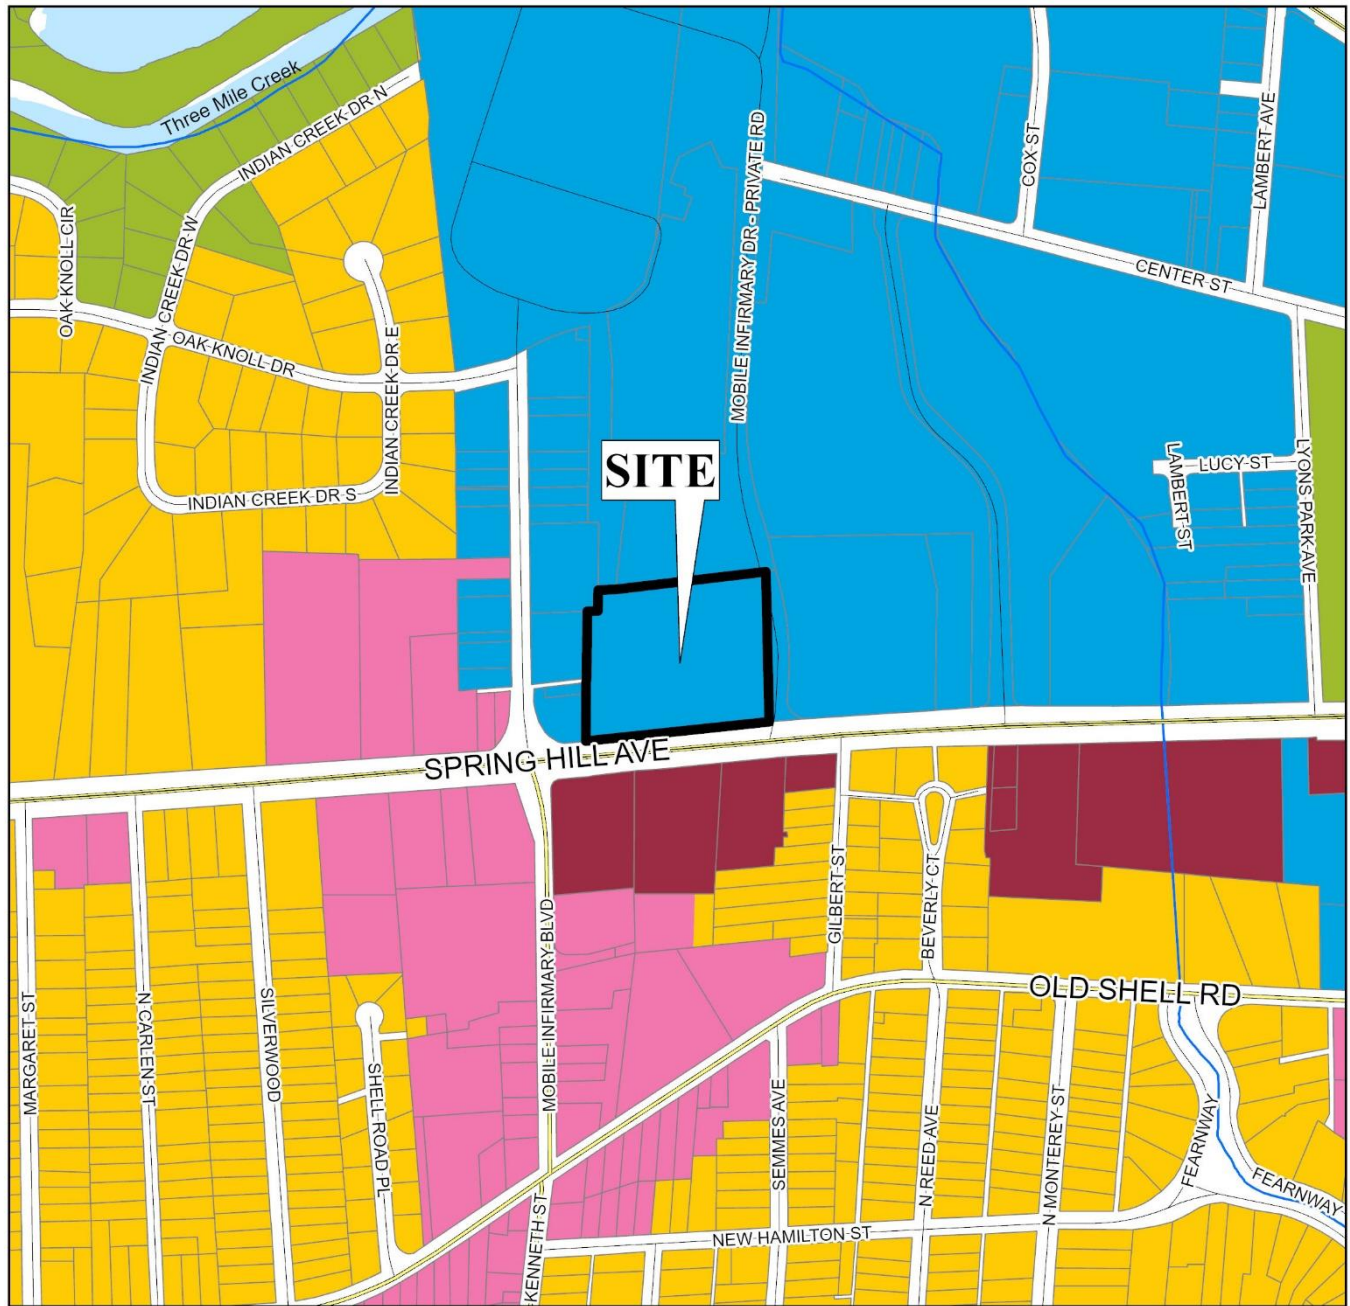 Three Mile Creek
INDIAN CREEK DR N
MOBILE INFIRMARY DR - PRIVATE RD
COX ST
LAMBERT AVE
OAK KNOLL CIR
INDIAN CREEK DR W
CENTER ST
OAK KNOLL DR
INDIAN CREEK DR E
SITE
LAMBERT ST
LUCY ST
LYONS PARK AVE
INDIAN CREEK DR S
SPRING HILL AVE
GILBERT ST
BEVERLY CT
MOBILE INFIRMARY BLVD
OLD SHELL RD
MARGARET ST
N CARLEN ST
SILVERWOOD
SHELL ROAD PL
SEMMES AVE
N REED AVE
N MONTEREY ST
FEARNWAY
FEARNWAY
KENNETH ST
NEW HAMILTON ST